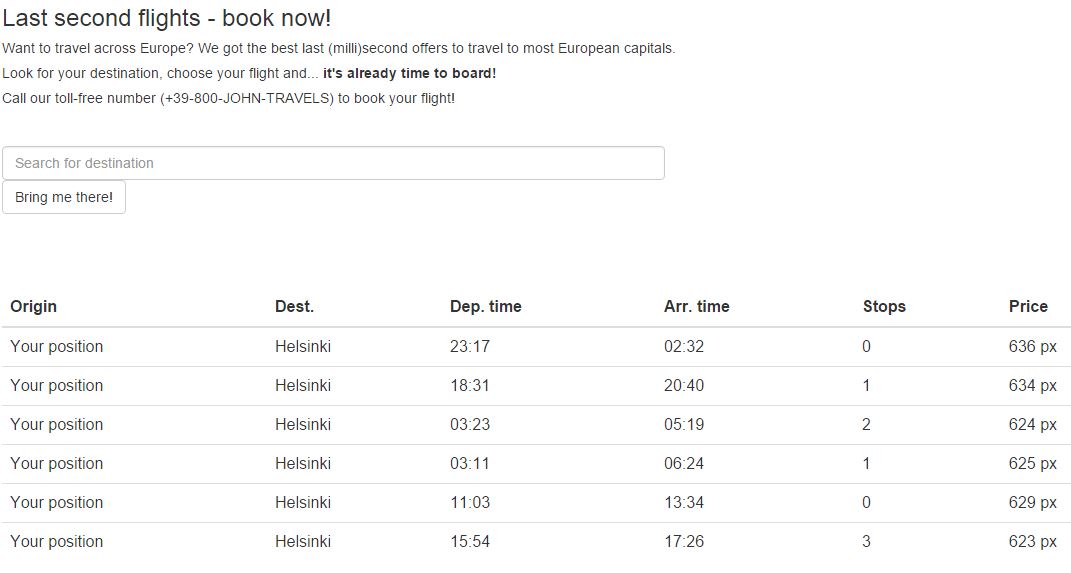 Last second flights - book now!
Want to travel across Europe? We got the best last (milli)second offers to travel to most European capitals.
Look for your destination, choose your flight and... it's already time to board!
Call our toll-free number (+39-800-JOHN-TRAVELS) to book your flight!
Search for destination
Bring me there!
Origin Dest. Dep. time Arr. time Stops Price
Your position Helsinki 23:17 02:32 0 636 px
Your position Helsinki 18:31 20:40 1 634 px
Your position Helsinki 03:23 05:19 2 624 px
Your position Helsinki 03:11 06:24 1 625 px
Your position Helsinki 11:03 13:34 0 629 px
Your position Helsinki 15:54 17:26 3 623 px